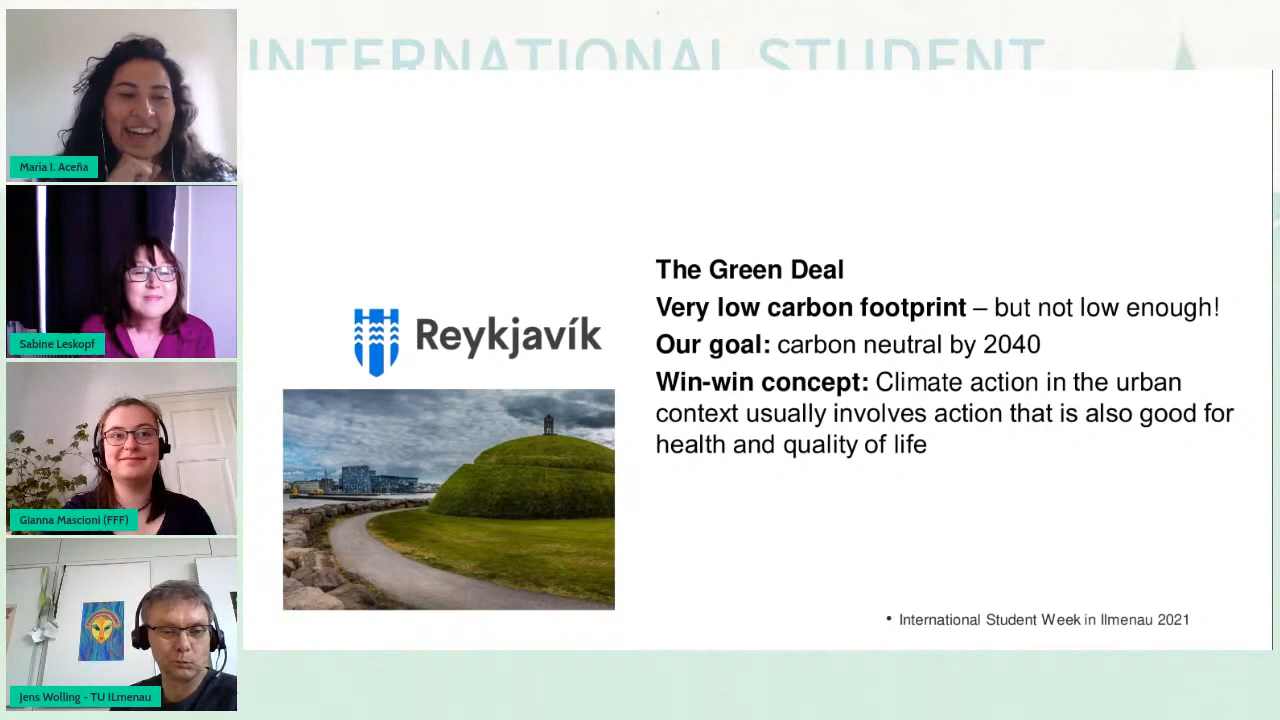 INTERNATIONAL STUDENT
María I. Aceña
Sabine Leskopf
Gianna Mascioni (FFF)
Jens Wolling - TU ILmenau
Reykjavík
The Green Deal
Very low carbon footprint – but not low enough!
Our goal: carbon neutral by 2040
Win-win concept: Climate action in the urban
context usually involves action that is also good for
health and quality of life
• International Student Week in Ilmenau 2021